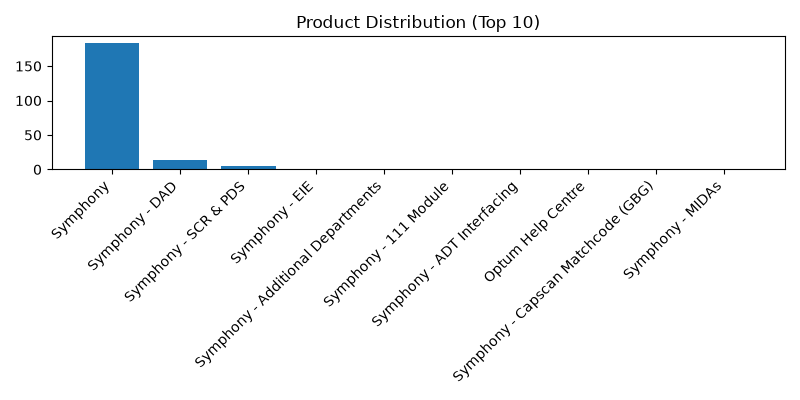 Product Distribution (Top 10)
150
100
50
0
Symphony
Symphony - DAD
Symphony - SCR & PDS
Symphony - EIE
Symphony - Additional Departments
Symphony - 111 Module
Symphony - ADT Interfacing
Optum Help Centre
Symphony - Capscan Matchcode (GBG)
Symphony - MIDAs